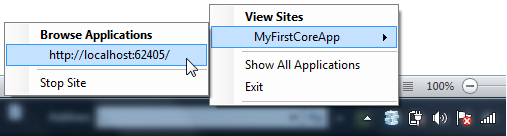 Browse Applications
http://localhost:62405/
Stop Site
View Sites
MyFirstCoreApp
Show All Applications
Exit
100%